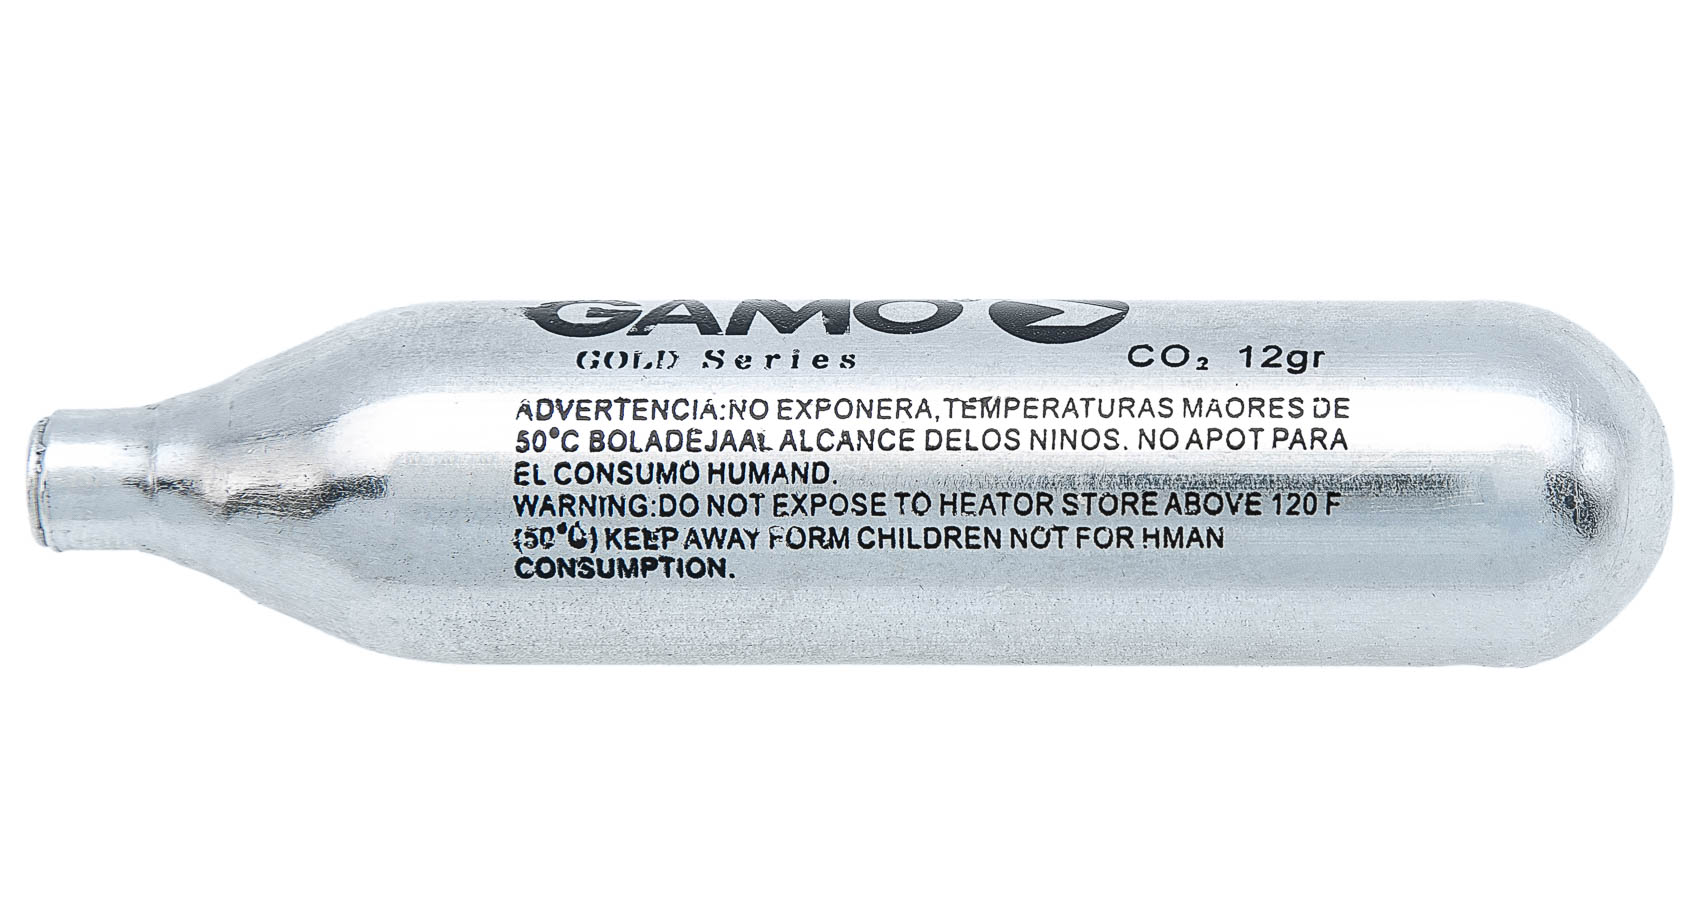 GAMO
GOLD Series
CO₂ 12gr
ADVERTENCIA:NO EXPONERA,TEMPERATURAS MAORES DE
50°C BOLADEJAAL ALCANCE DELOS NINOS. NO APOT PARA
EL CONSUMO HUMAND.
WARNING:DO NOT EXPOSE TO HEATOR STORE ABOVE 120 F
(50°C) KEEP AWAY FORM CHILDREN NOT FOR HMAN
CONSUMPTION.